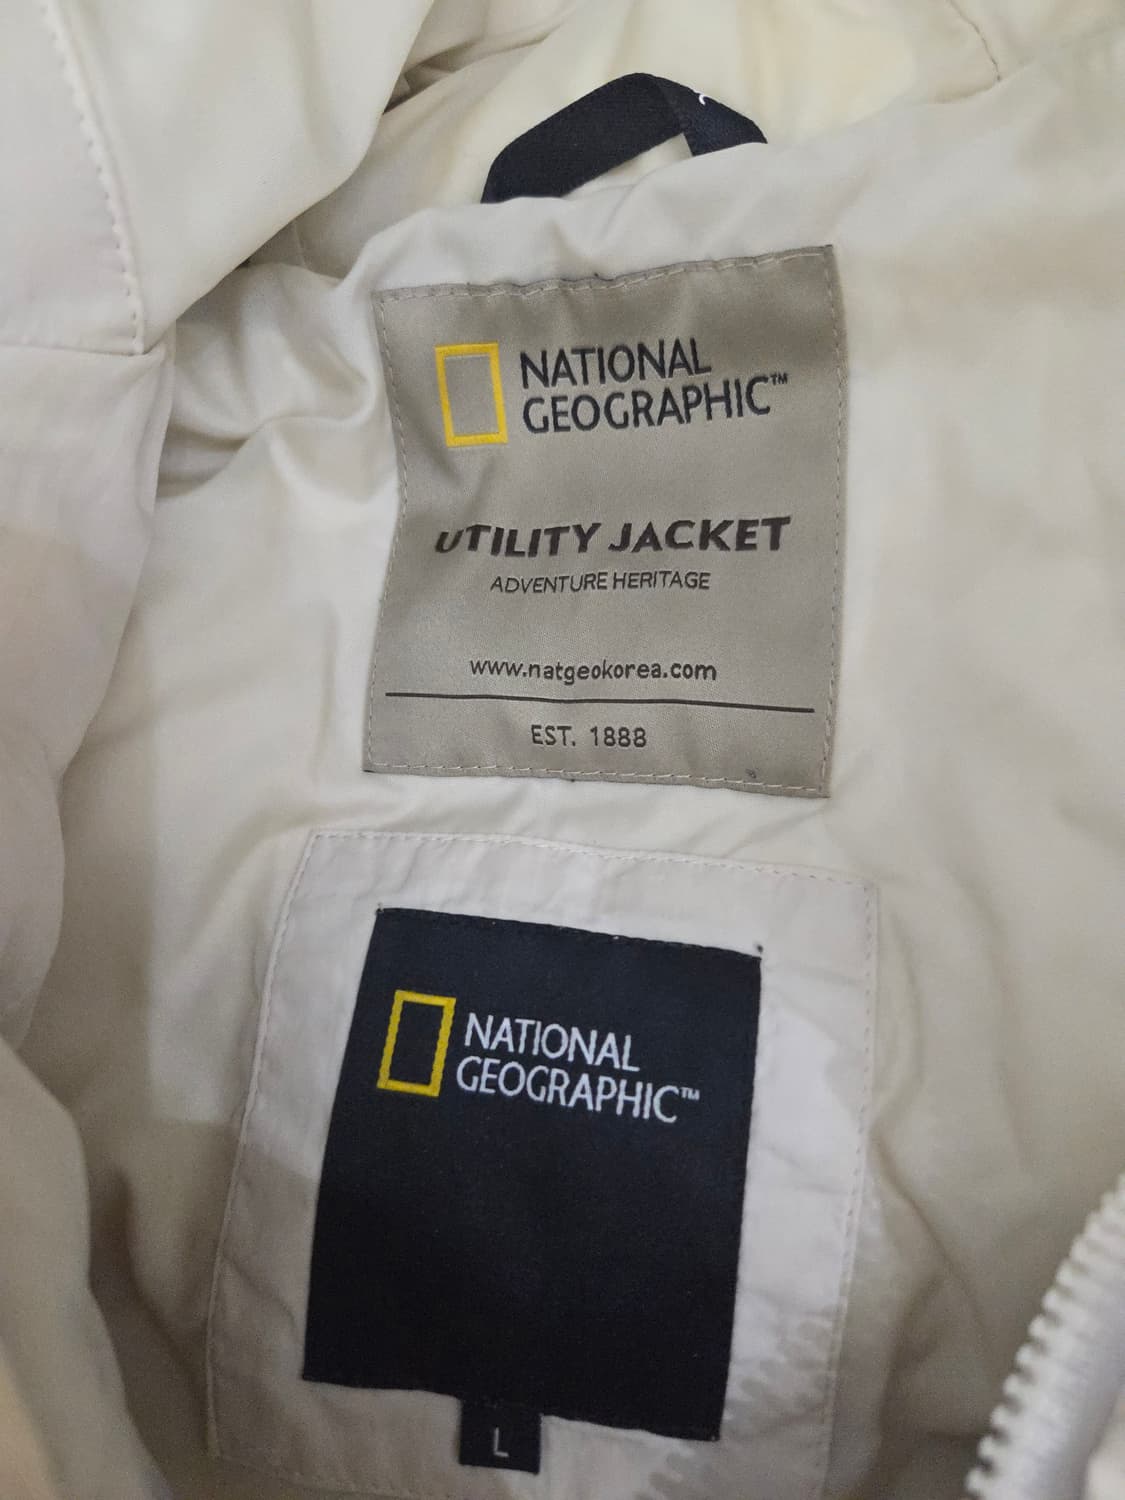 NATIONAL
GEOGRAPHIC™
UTILITY JACKET
ADVENTURE HERITAGE
www.natgeokorea.com
EST. 1888
NATIONAL
GEOGRAPHIC™
L